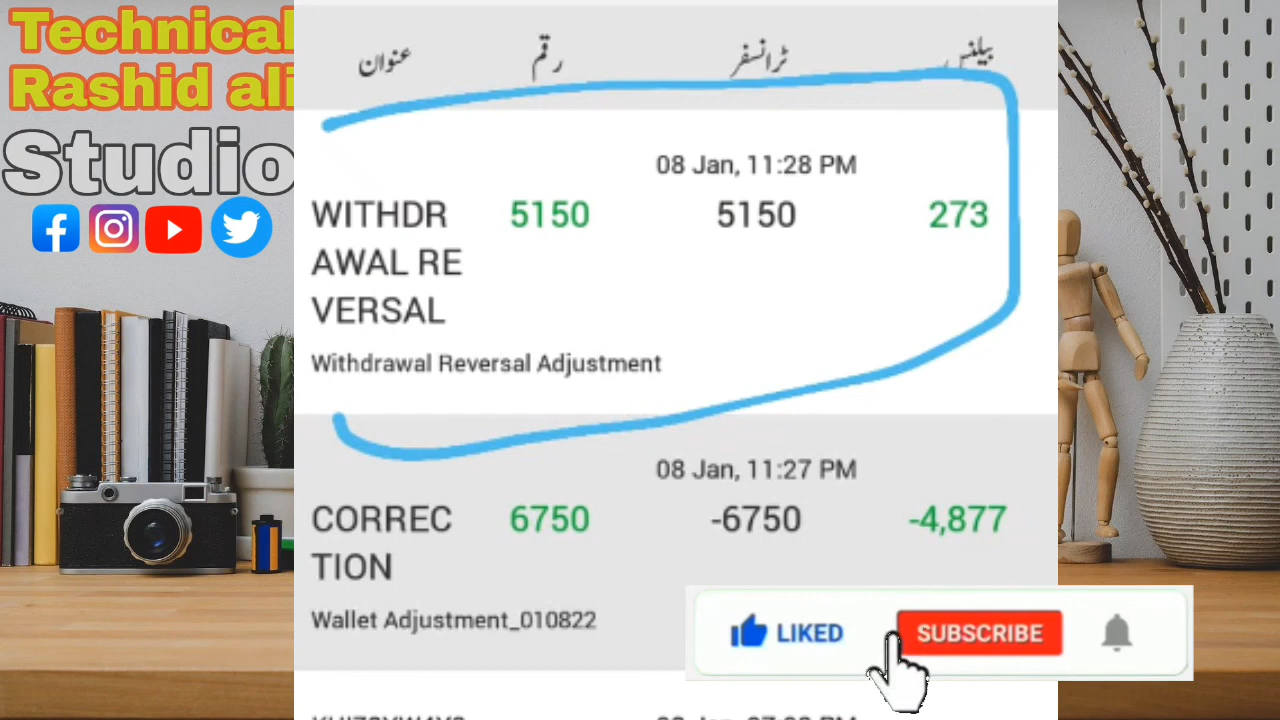 Technical
Rashid ali
Studio
عنوان رقم ٹرانسفر بیلنس
08 Jan, 11:28 PM
WITHDR 5150 5150 273
AWAL RE
VERSAL
Withdrawal Reversal Adjustment
08 Jan, 11:27 PM
CORREC 6750 -6750 -4,877
TION
Wallet Adjustment_010822
LIKED SUBSCRIBE